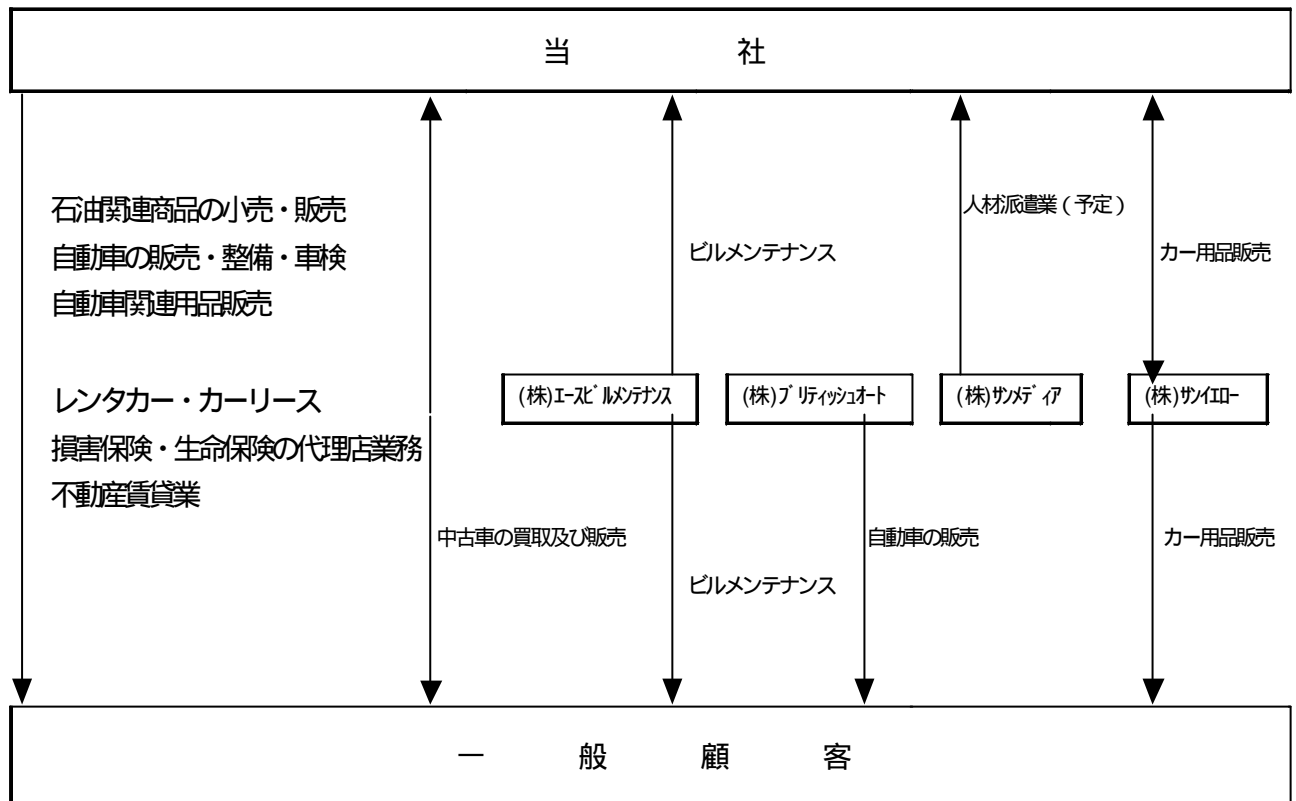 当 社
石油関連商品の小売・販売
自動車の販売・整備・車検
自動車関連用品販売
レンタカー・カーリース
損害保険・生命保険の代理店業務
不動産賃貸業
中古車の買取及び販売
ビルメンテナンス
人材派遣業（予定）
カー用品販売
(株)エースビルメンテナンス
(株)ブリティッシュオート
(株)サンメディア
(株)サンイエロー
ビルメンテナンス
自動車の販売
カー用品販売
一 般 顧 客